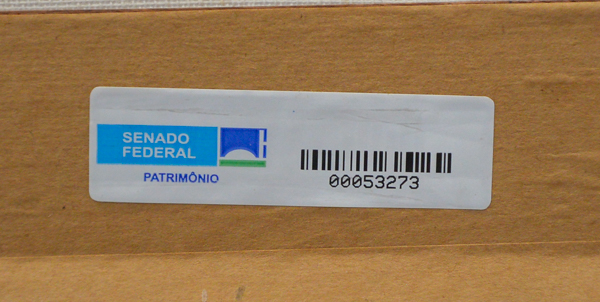 SENADO
FEDERAL
PATRIMÔNIO
00053273